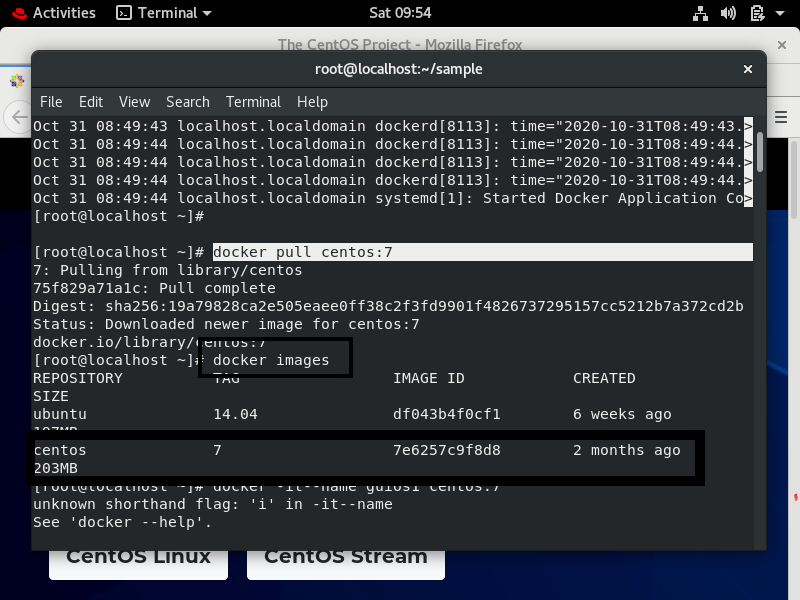 Activities
Terminal
Sat 09:54
The CentOS Project - Mozilla Firefox
root@localhost:~/sample
File Edit View Search Terminal Help
Oct 31 08:49:43 localhost.localdomain dockerd[8113]: time="2020-10-31T08:49:43.>
Oct 31 08:49:44 localhost.localdomain dockerd[8113]: time="2020-10-31T08:49:44.>
Oct 31 08:49:44 localhost.localdomain dockerd[8113]: time="2020-10-31T08:49:44.>
Oct 31 08:49:44 localhost.localdomain dockerd[8113]: time="2020-10-31T08:49:44.>
Oct 31 08:49:44 localhost.localdomain systemd[1]: Started Docker Application Co>
[root@localhost ~]#
[root@localhost ~]# docker pull centos:7
7: Pulling from library/centos
75f829a71a1c: Pull complete
Digest: sha256:19a79828ca2e505eaee0ff38c2f3fd9901f4826737295157cc5212b7a372cd2b
Status: Downloaded newer image for centos:7
docker.io/library/centos:7
[root@localhost ~]# docker images
REPOSITORY TAG IMAGE ID CREATED
SIZE
ubuntu 14.04 df043b4f0cf1 6 weeks ago
197MB
centos 7 7e6257c9f8d8 2 months ago
203MB
[root@localhost ~]# docker -it--name guios1 centos:7
unknown shorthand flag: 'i' in -it--name
See 'docker --help'.
CentOS Linux
CentOS Stream